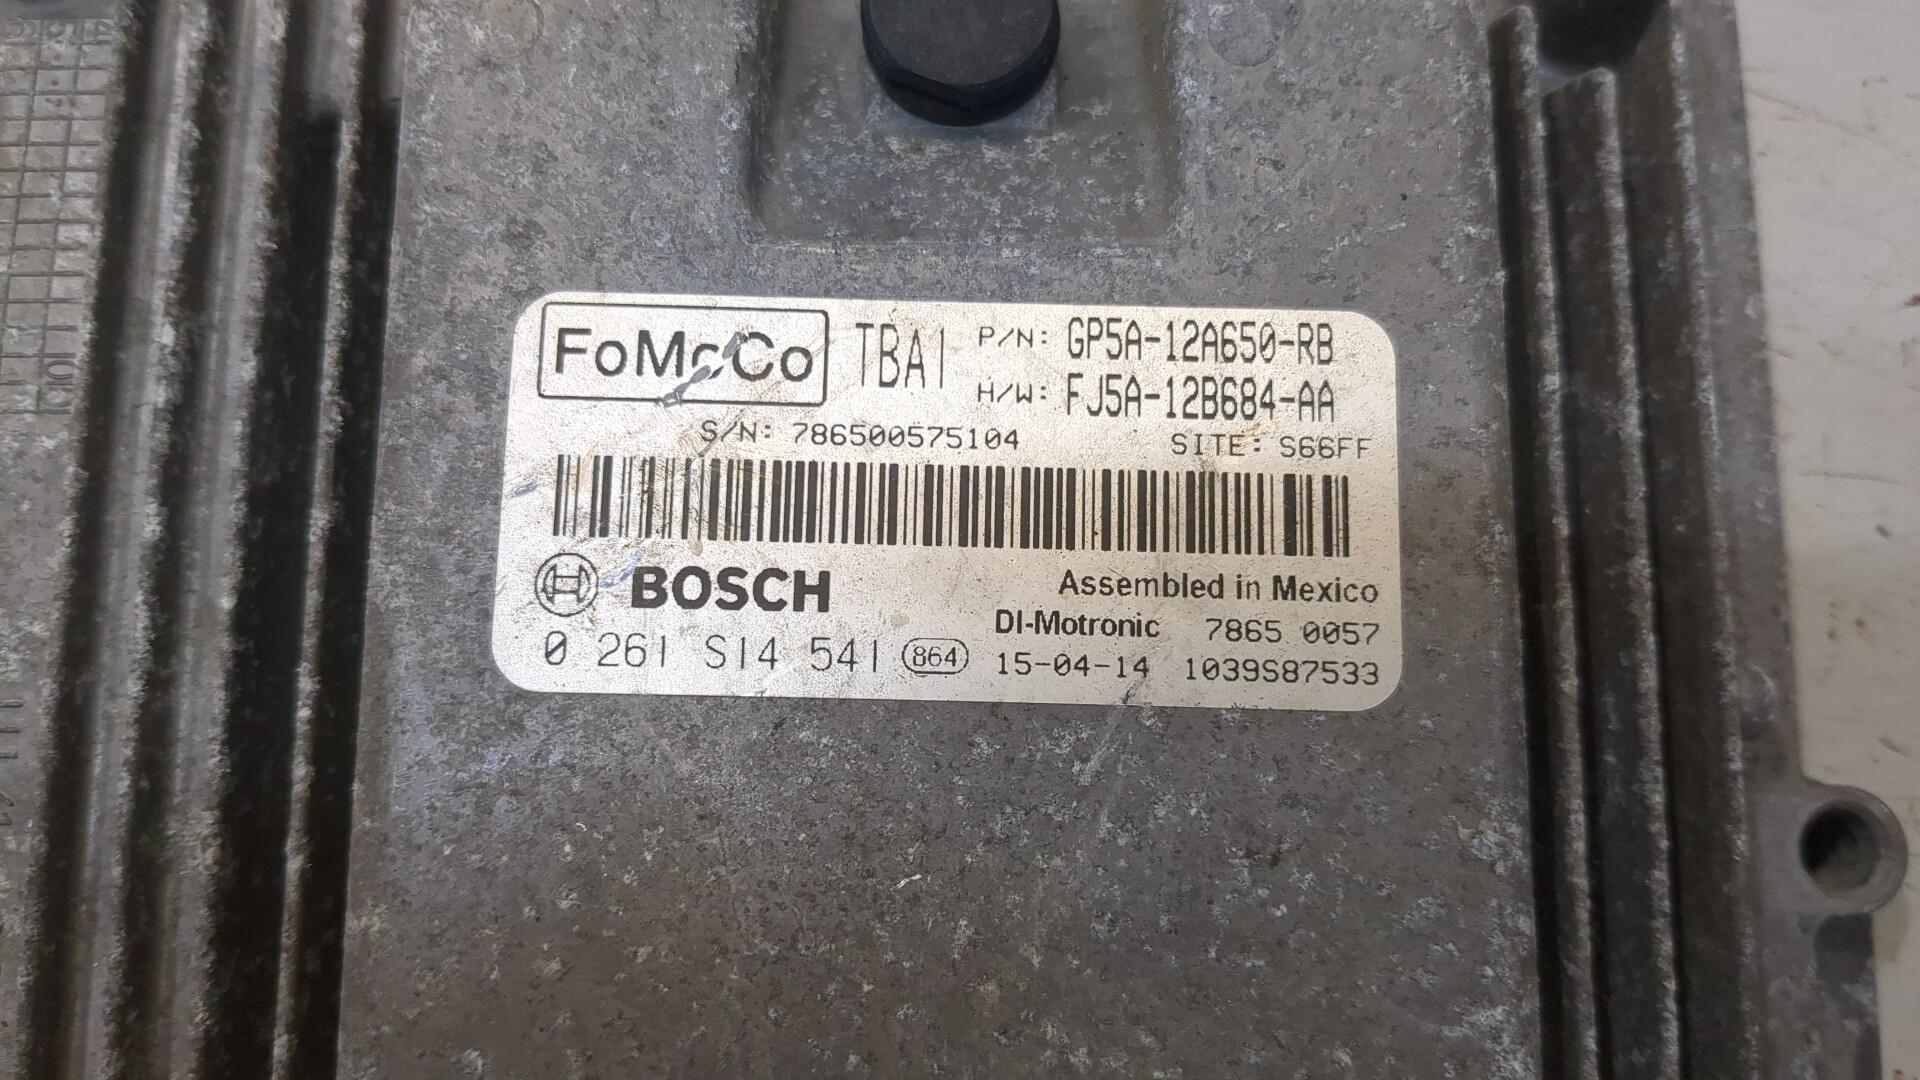 FoMoCo TBA1 P/N: GP5A-12A650-RB
H/W: FJ5A-12B684-AA
S/N: 786500575104 SITE: S66FF
BOSCH Assembled in Mexico
DI-Motronic 7865 0057
0 261 S14 541 864 15-04-14 1039S87533